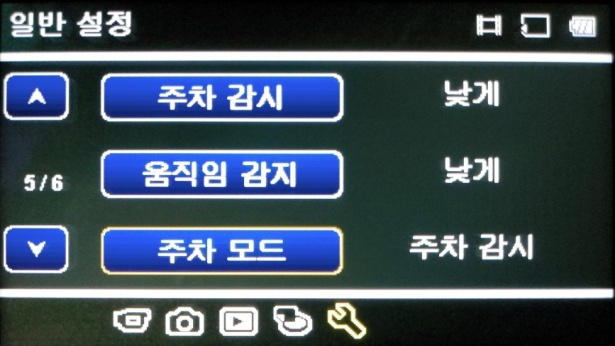 일반 설정
주차 감시 낮게
5/6
움직임 감지 낮게
주차 모드 주차 감시